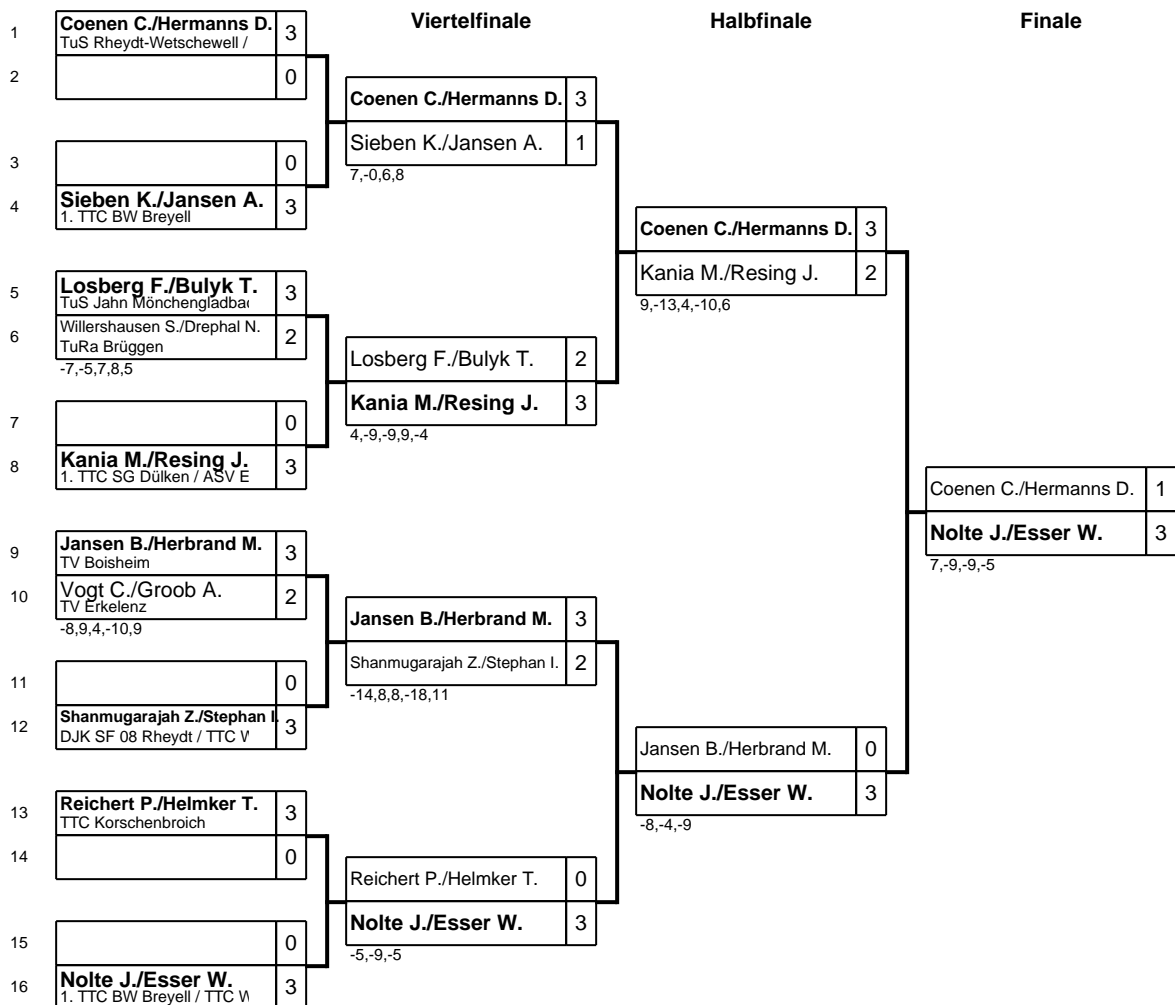 Viertelfinale Halbfinale Finale
1 Coenen C./Hermanns D. 3
TuS Rheydt-Wetschewell /
2 0
Coenen C./Hermanns D. 3
Sieben K./Jansen A. 1
7,-0,6,8
3 0
4 Sieben K./Jansen A. 3
1. TTC BW Breyell
Coenen C./Hermanns D. 3
Kania M./Resing J. 2
9,-13,4,-10,6
5 Losberg F./Bulyk T. 3
TuS Jahn Mönchengladbac
6 Willershausen S./Drephal N. 2
TuRa Brüggen
-7,-5,7,8,5
Losberg F./Bulyk T. 2
Kania M./Resing J. 3
4,-9,-9,9,-4
7 0
8 Kania M./Resing J. 3
1. TTC SG Dülken / ASV E
Coenen C./Hermanns D. 1
Nolte J./Esser W. 3
7,-9,-9,-5
9 Jansen B./Herbrand M. 3
TV Boisheim
10 Vogt C./Groob A. 2
TV Erkelenz
-8,9,4,-10,9
Jansen B./Herbrand M. 3
Shanmugarajah Z./Stephan I. 2
-14,8,8,-18,11
11 0
12 Shanmugarajah Z./Stephan I. 3
DJK SF 08 Rheydt / TTC W
Jansen B./Herbrand M. 0
Nolte J./Esser W. 3
-8,-4,-9
13 Reichert P./Helmker T. 3
TTC Korschenbroich
14 0
Reichert P./Helmker T. 0
Nolte J./Esser W. 3
-5,-9,-5
15 0
16 Nolte J./Esser W. 3
1. TTC BW Breyell / TTC W